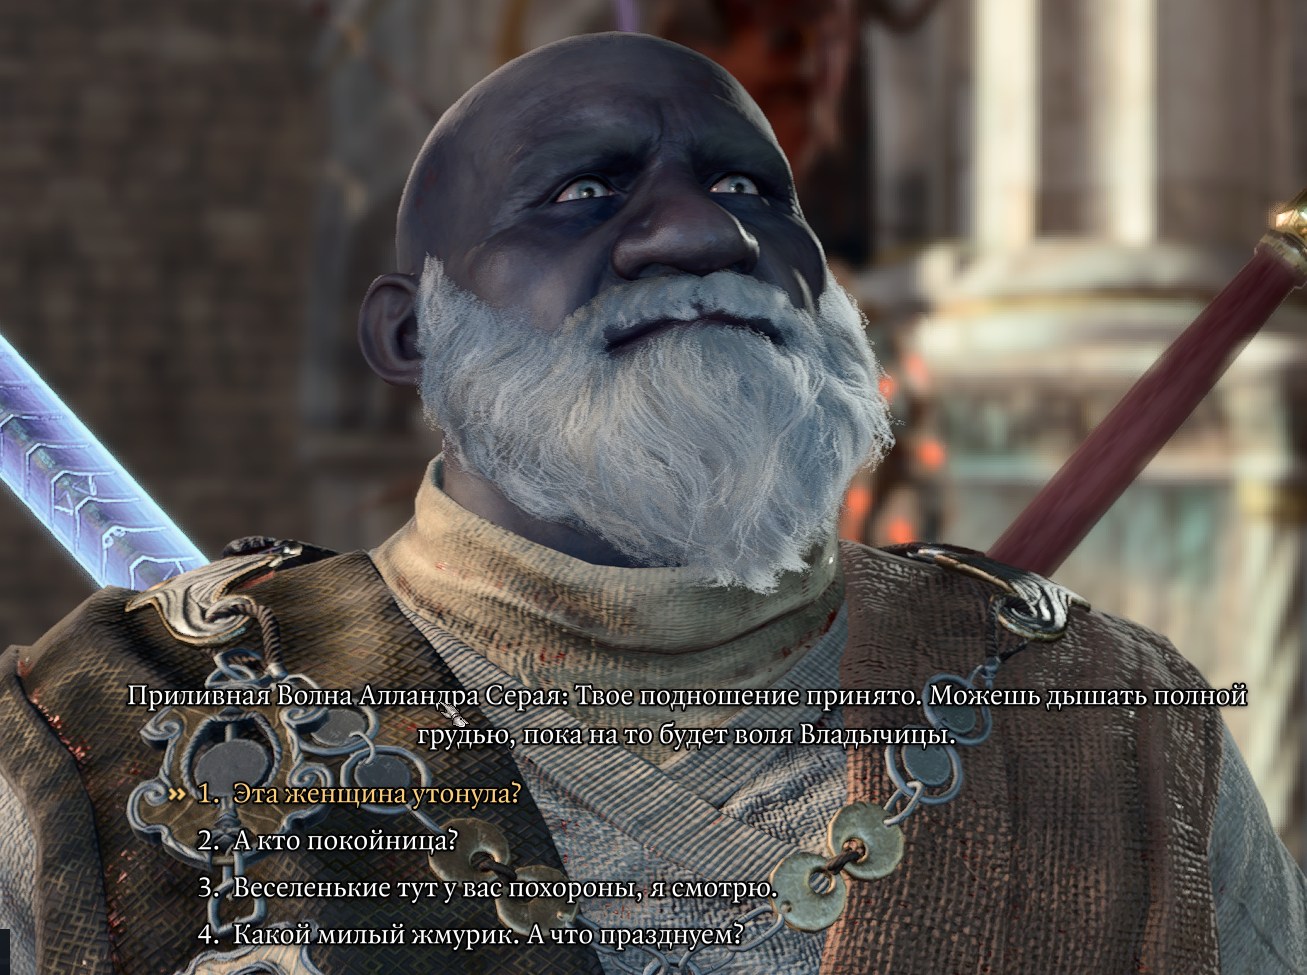 Приливная Волна Алландра Серая: Твое подношение принято. Можешь дышать полной
грудью, пока на то будет воля Владычицы.
1. Эта женщина утонула?
2. А кто покойница?
3. Веселенькие тут у вас похороны, я смотрю.
4. Какой милый жмурик. А что празднуем?